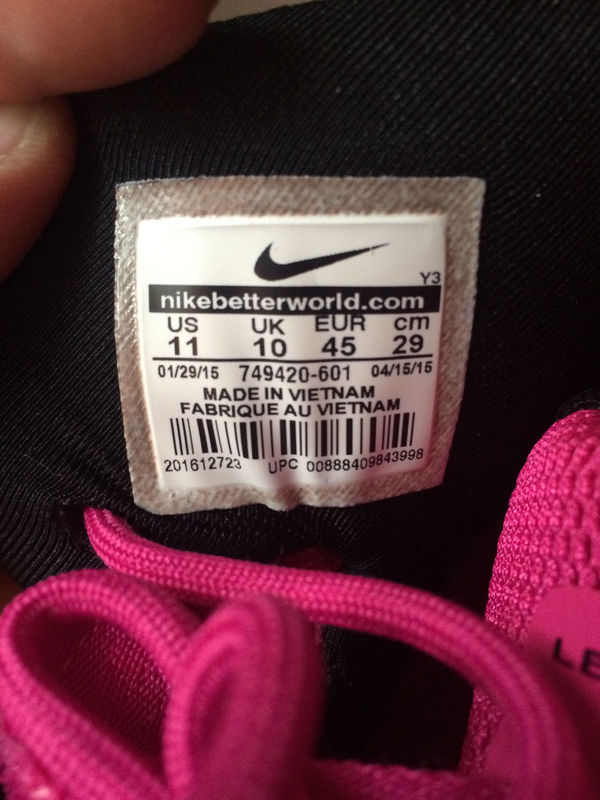 Y3
nikebetterworld.com
US UK EUR cm
11 10 45 29
01/29/15 749420-601 04/15/15
MADE IN VIETNAM
FABRIQUE AU VIETNAM
201612723 UPC 00888409843998
LE